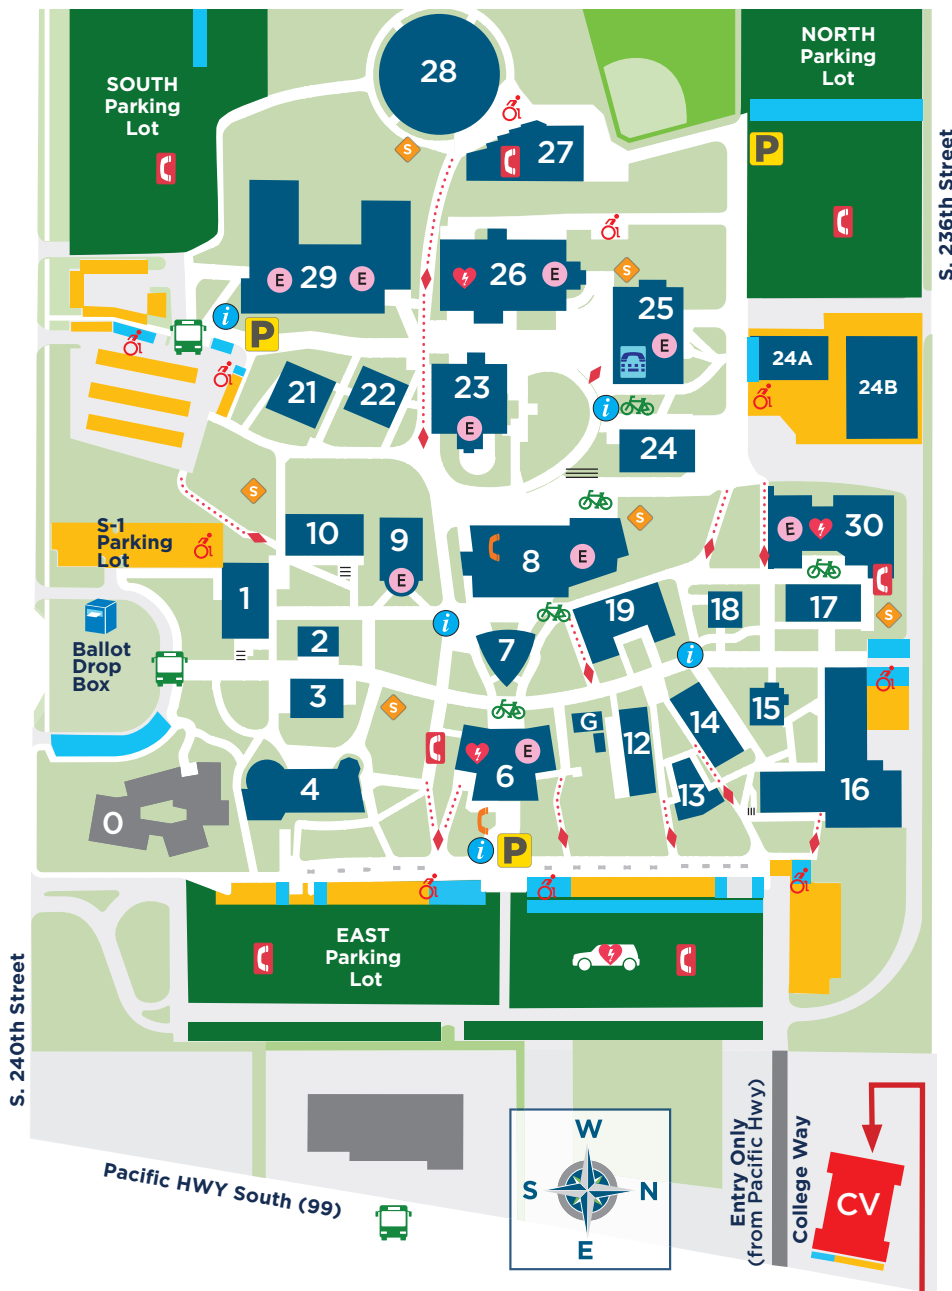 28
NORTH
Parking
Lot
SOUTH
Parking
Lot
S
27
P
S. 236th Street
29
E
E
26
E
S
25
E
i
P
24A
24B
21
22
23
E
i
24
S
S
S-1
Parking
Lot
10
9
E
8
E
E
30
1
2
3
i
7
19
18
17
S
i
Ballot
Drop
Box
S
G
12
14
15
16
E
6
13
4
0
i
P
EAST
Parking
Lot
S. 240th Street
Pacific HWY South (99)
W
S
N
E
Entry Only
(from Pacific Hwy)
College Way
CV